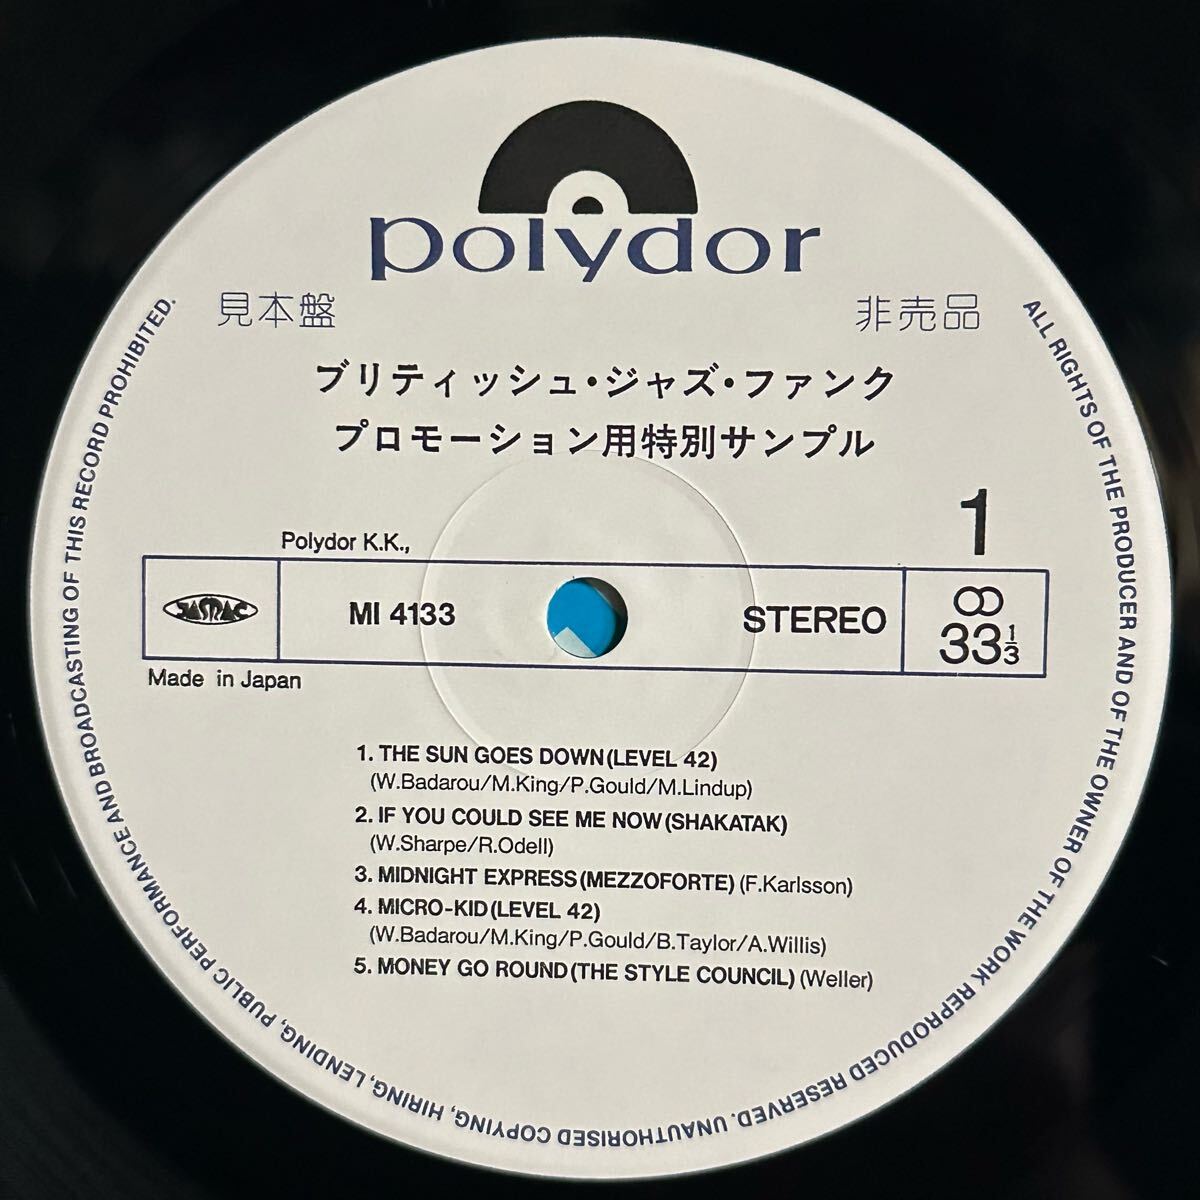 polydor
見本盤 非売品
ブリティッシュ・ジャズ・ファンク
プロモーション用特別サンプル
1
Polydor K.K.,
JASRAC MI 4133 STEREO 33 1/3
Made in Japan
1. THE SUN GOES DOWN(LEVEL 42)
(W.Badarou/M.King/P.Gould/M.Lindup)
2. IF YOU COULD SEE ME NOW(SHAKATAK)
(W.Sharpe/R.Odell)
3. MIDNIGHT EXPRESS(MEZZOFORTE) (F.Karlsson)
4. MICRO-KID(LEVEL 42)
(W.Badarou/M.King/P.Gould/B.Taylor/A.Willis)
5. MONEY GO ROUND(THE STYLE COUNCIL) (Weller)
ALL RIGHTS OF THE PRODUCER AND OF THE OWNER OF THE WORK REPRODUCED RESERVED. UNAUTHORISED COPYING, HIRING, LENDING, PUBLIC PERFORMANCE AND BROADCASTING OF THIS RECORD PROHIBITED.